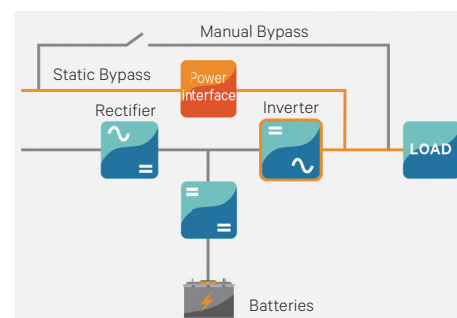 Manual Bypass
Static Bypass
Power
interface
Rectifier
Inverter
LOAD
Batteries